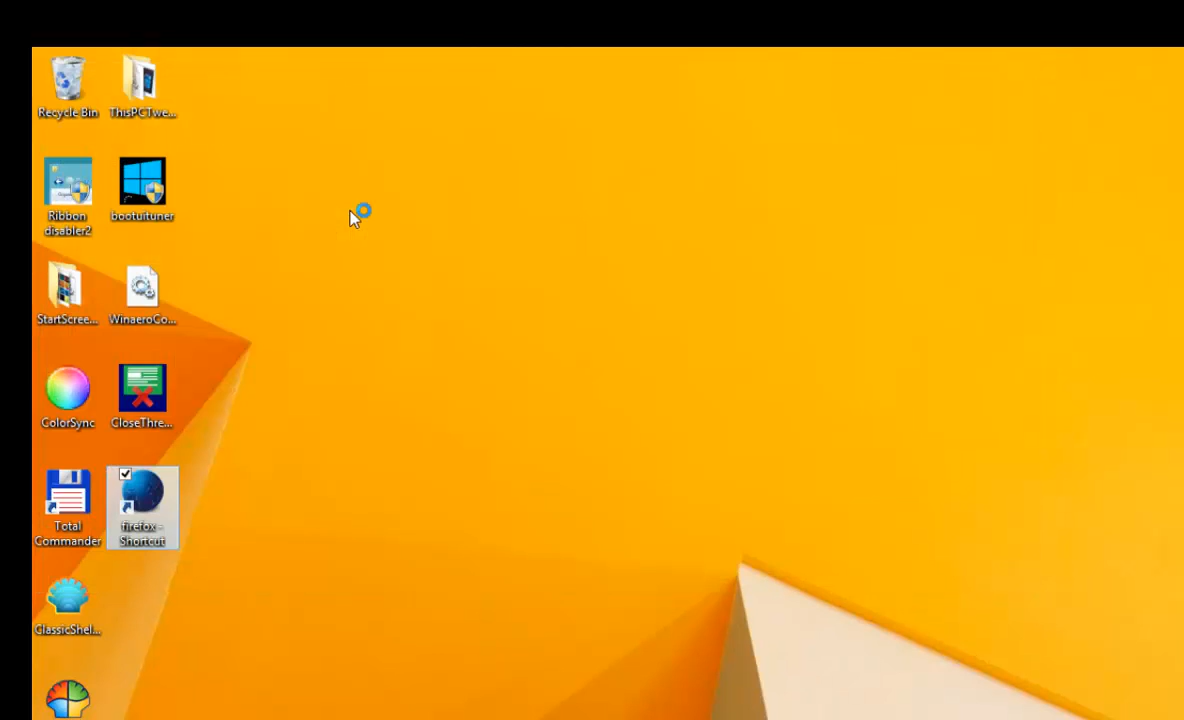 Recycle Bin
ThisPCTwe...
Ribbon
disabler2
bootuituner
StartScree...
WinaeroCo...
ColorSync
CloseThre...
Total
Commander
firefox -
Shortcut
ClassicShel...